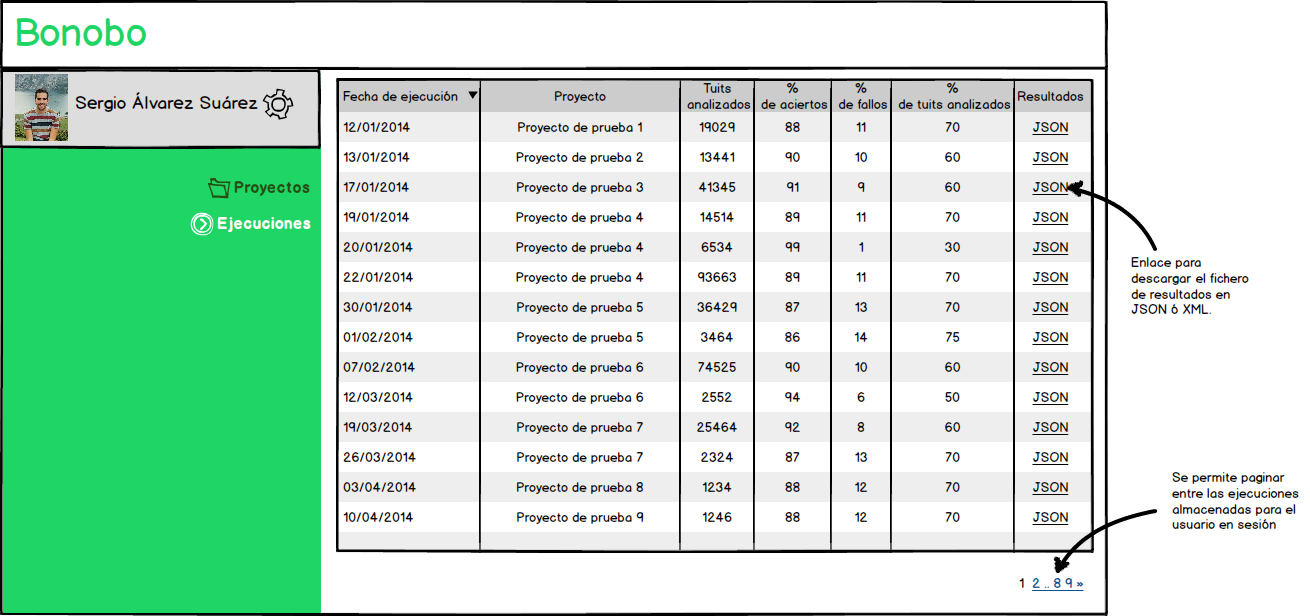 Bonobo
Sergio Álvarez Suárez
Proyectos
Ejecuciones
Fecha de ejecución ▼ Proyecto Tuits analizados % de aciertos % de fallos % de tuits analizados Resultados
12/01/2014 Proyecto de prueba 1 19029 88 11 70 JSON
13/01/2014 Proyecto de prueba 2 13441 90 10 60 JSON
17/01/2014 Proyecto de prueba 3 41345 91 9 60 JSON
19/01/2014 Proyecto de prueba 4 14514 89 11 70 JSON
20/01/2014 Proyecto de prueba 4 6534 99 1 30 JSON
22/01/2014 Proyecto de prueba 4 93663 89 11 70 JSON
30/01/2014 Proyecto de prueba 5 36429 87 13 70 JSON
01/02/2014 Proyecto de prueba 5 3464 86 14 75 JSON
07/02/2014 Proyecto de prueba 6 74525 90 10 60 JSON
12/03/2014 Proyecto de prueba 6 2552 94 6 50 JSON
19/03/2014 Proyecto de prueba 7 25464 92 8 60 JSON
26/03/2014 Proyecto de prueba 7 2324 87 13 70 JSON
03/04/2014 Proyecto de prueba 8 1234 88 12 70 JSON
10/04/2014 Proyecto de prueba 9 1246 88 12 70 JSON
1 2 .. 8 9 »
Enlace para
descargar el fichero
de resultados en
JSON ó XML.
Se permite paginar
entre las ejecuciones
almacenadas para el
usuario en sesión